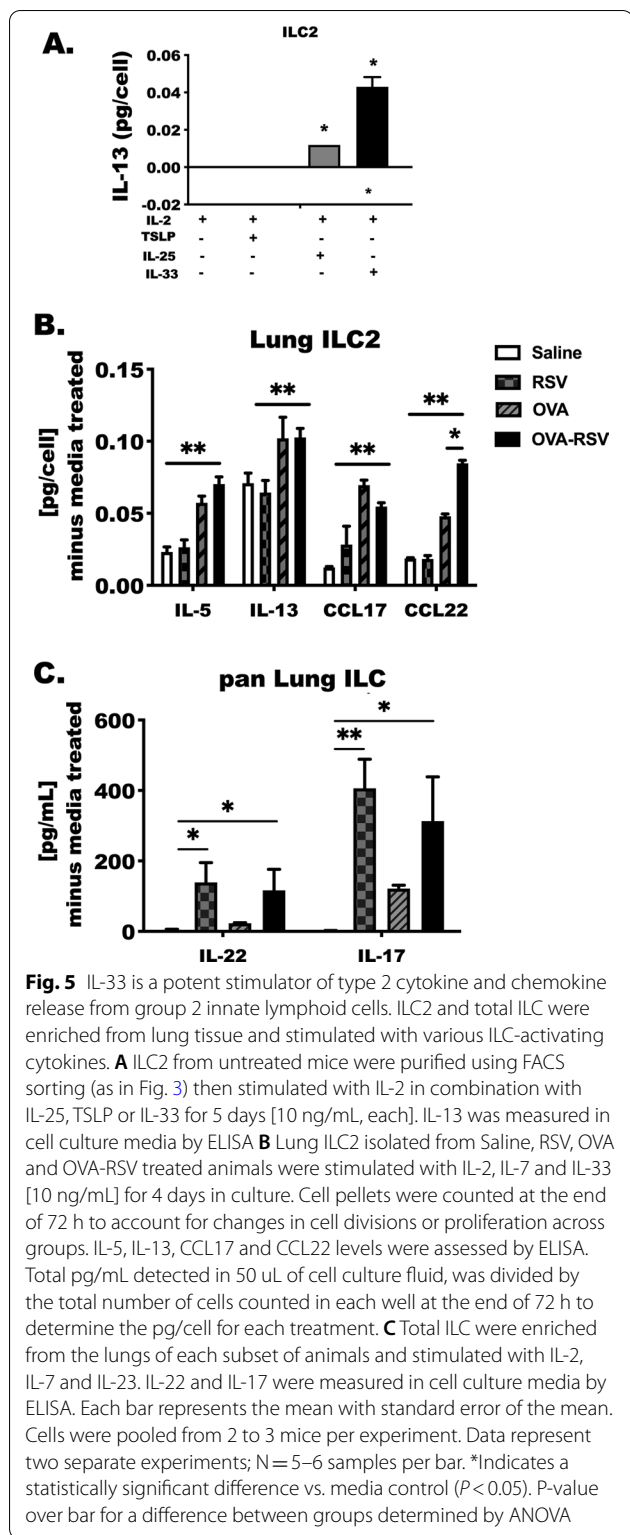 A.
ILC2
IL-13 (pg/cell)
0.06
0.04
0.02
0.00
-0.02
*
*
*
IL-2 + + + +
TSLP - + - -
IL-25 - - + -
IL-33 - - - +
B.
Lung ILC2
[pg/cell]
minus media treated
0.15
0.10
0.05
0.00
**
**
**
**
*
Saline
RSV
OVA
OVA-RSV
IL-5 IL-13 CCL17 CCL22
C.
pan Lung ILC
[pg/mL]
minus media treated
600
400
200
0
*
*
**
*
IL-22 IL-17
Fig. 5 IL-33 is a potent stimulator of type 2 cytokine and chemokine
release from group 2 innate lymphoid cells. ILC2 and total ILC were
enriched from lung tissue and stimulated with various ILC-activating
cytokines. A ILC2 from untreated mice were purified using FACS
sorting (as in Fig. 3) then stimulated with IL-2 in combination with
IL-25, TSLP or IL-33 for 5 days [10 ng/mL, each]. IL-13 was measured in
cell culture media by ELISA B Lung ILC2 isolated from Saline, RSV, OVA
and OVA-RSV treated animals were stimulated with IL-2, IL-7 and IL-33
[10 ng/mL] for 4 days in culture. Cell pellets were counted at the end
of 72 h to account for changes in cell divisions or proliferation across
groups. IL-5, IL-13, CCL17 and CCL22 levels were assessed by ELISA.
Total pg/mL detected in 50 uL of cell culture fluid, was divided by
the total number of cells counted in each well at the end of 72 h to
determine the pg/cell for each treatment. C Total ILC were enriched
from the lungs of each subset of animals and stimulated with IL-2,
IL-7 and IL-23. IL-22 and IL-17 were measured in cell culture media by
ELISA. Each bar represents the mean with standard error of the mean.
Cells were pooled from 2 to 3 mice per experiment. Data represent
two separate experiments; N = 5–6 samples per bar. *Indicates a
statistically significant difference vs. media control (P < 0.05). P-value
over bar for a difference between groups determined by ANOVA